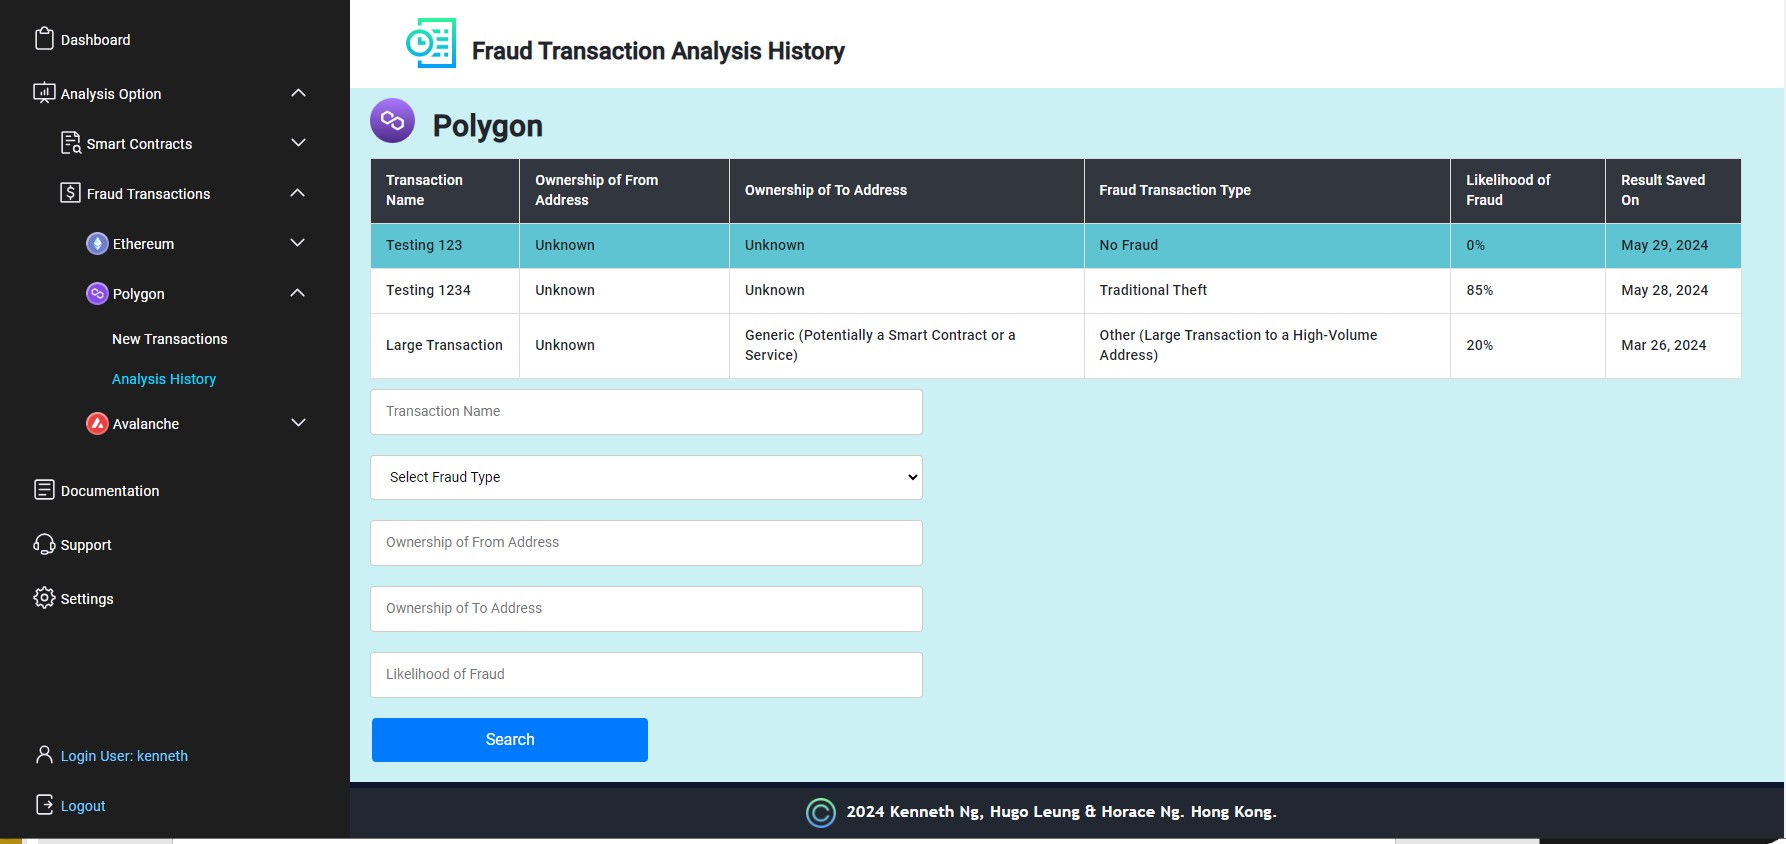 Dashboard
Analysis Option
Smart Contracts
Fraud Transactions
Ethereum
Polygon
New Transactions
Analysis History
Avalanche
Documentation
Support
Settings
Login User: kenneth
Logout
Fraud Transaction Analysis History
Polygon
Transaction
Name
Ownership of From
Address
Ownership of To Address
Fraud Transaction Type
Likelihood of
Fraud
Result Saved
On
Testing 123
Unknown
Unknown
No Fraud
0%
May 29, 2024
Testing 1234
Unknown
Unknown
Traditional Theft
85%
May 28, 2024
Large Transaction
Unknown
Generic (Potentially a Smart Contract or a
Service)
Other (Large Transaction to a High-Volume
Address)
20%
Mar 26, 2024
Transaction Name
Select Fraud Type
Ownership of From Address
Ownership of To Address
Likelihood of Fraud
Search
2024 Kenneth Ng, Hugo Leung & Horace Ng. Hong Kong.